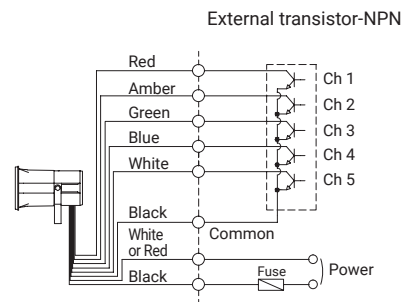 External transistor-NPN
Red
Ch 1
Amber
Ch 2
Green
Ch 3
Blue
Ch 4
White
Ch 5
Black
Common
White
or Red
Fuse
Power
Black